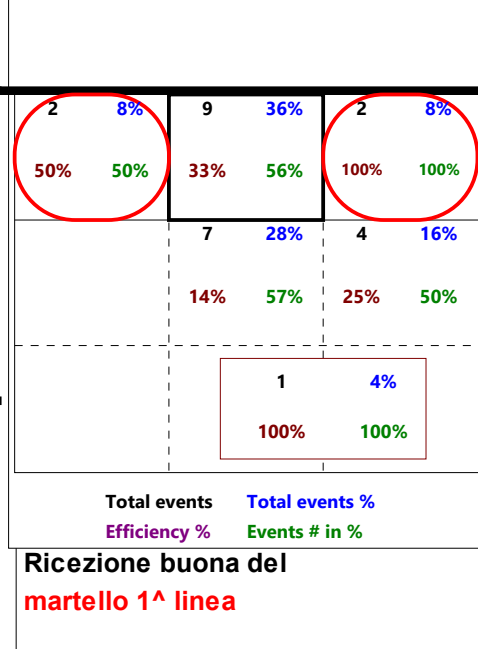 2 8% 9 36% 2 8%
50% 50% 33% 56% 100% 100%
7 28% 4 16%
14% 57% 25% 50%
1 4%
100% 100%
Total events Total events %
Efficiency % Events # in %
Ricezione buona del
martello 1^ linea